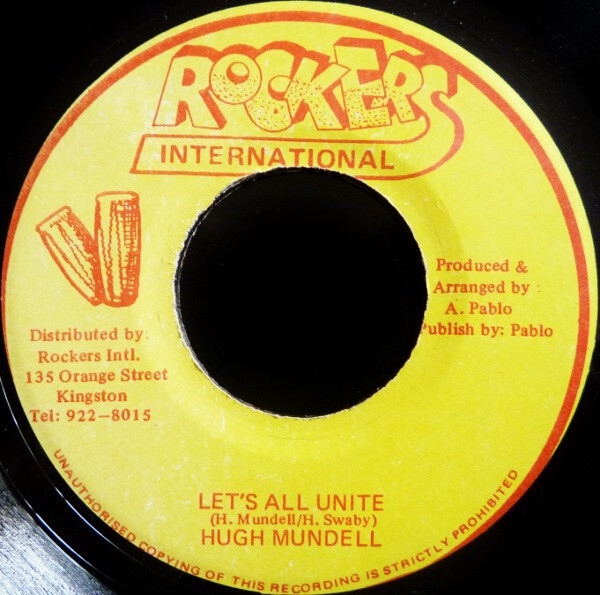 ROCKERS
INTERNATIONAL
Produced &
Arranged by :
A. Pablo
Publish by: Pablo
Distributed by:
Rockers Intl.
135 Orange Street
Kingston
Tel: 922-8015
LET'S ALL UNITE
(H. Mundell/H. Swaby)
HUGH MUNDELL
UNAUTHORISED COPYING OF THIS RECORDING IS STRICTLY PROHIBITED